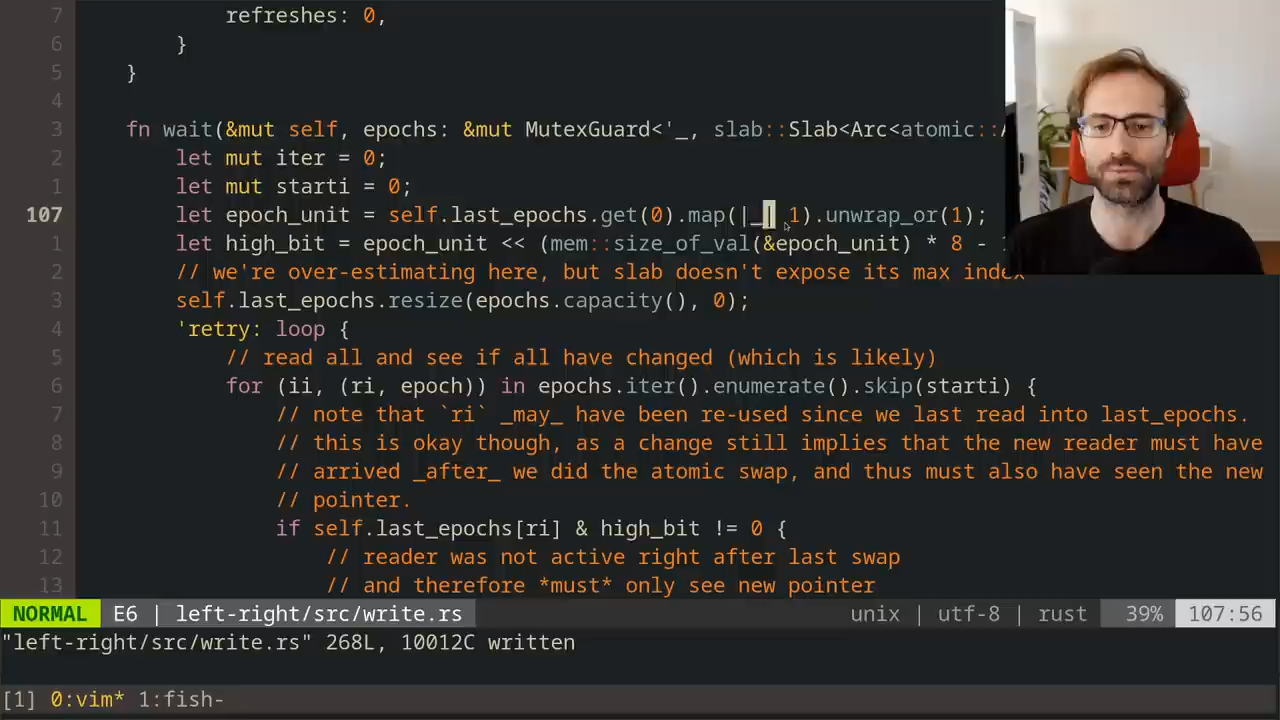 7 refreshes: 0,
6 }
5 }
4
3 fn wait(&mut self, epochs: &mut MutexGuard<'_, slab::Slab<Arc<atomic::
2 let mut iter = 0;
1 let mut starti = 0;
107 let epoch_unit = self.last_epochs.get(0).map(|_| 1).unwrap_or(1);
1 let high_bit = epoch_unit << (mem::size_of_val(&epoch_unit) * 8 -
2 // we're over-estimating here, but slab doesn't expose its max index
3 self.last_epochs.resize(epochs.capacity(), 0);
4 'retry: loop {
5 // read all and see if all have changed (which is likely)
6 for (ii, (ri, epoch)) in epochs.iter().enumerate().skip(starti) {
7 // note that `ri` _may_ have been re-used since we last read into last_epochs.
8 // this is okay though, as a change still implies that the new reader must have
9 // arrived _after_ we did the atomic swap, and thus must also have seen the new
10 // pointer.
11 if self.last_epochs[ri] & high_bit != 0 {
12 // reader was not active right after last swap
13 // and therefore *must* only see new pointer
NORMAL E6 | left-right/src/write.rs unix | utf-8 | rust 39% 107:56
"left-right/src/write.rs" 268L, 10012C written
[1] 0:vim* 1:fish-